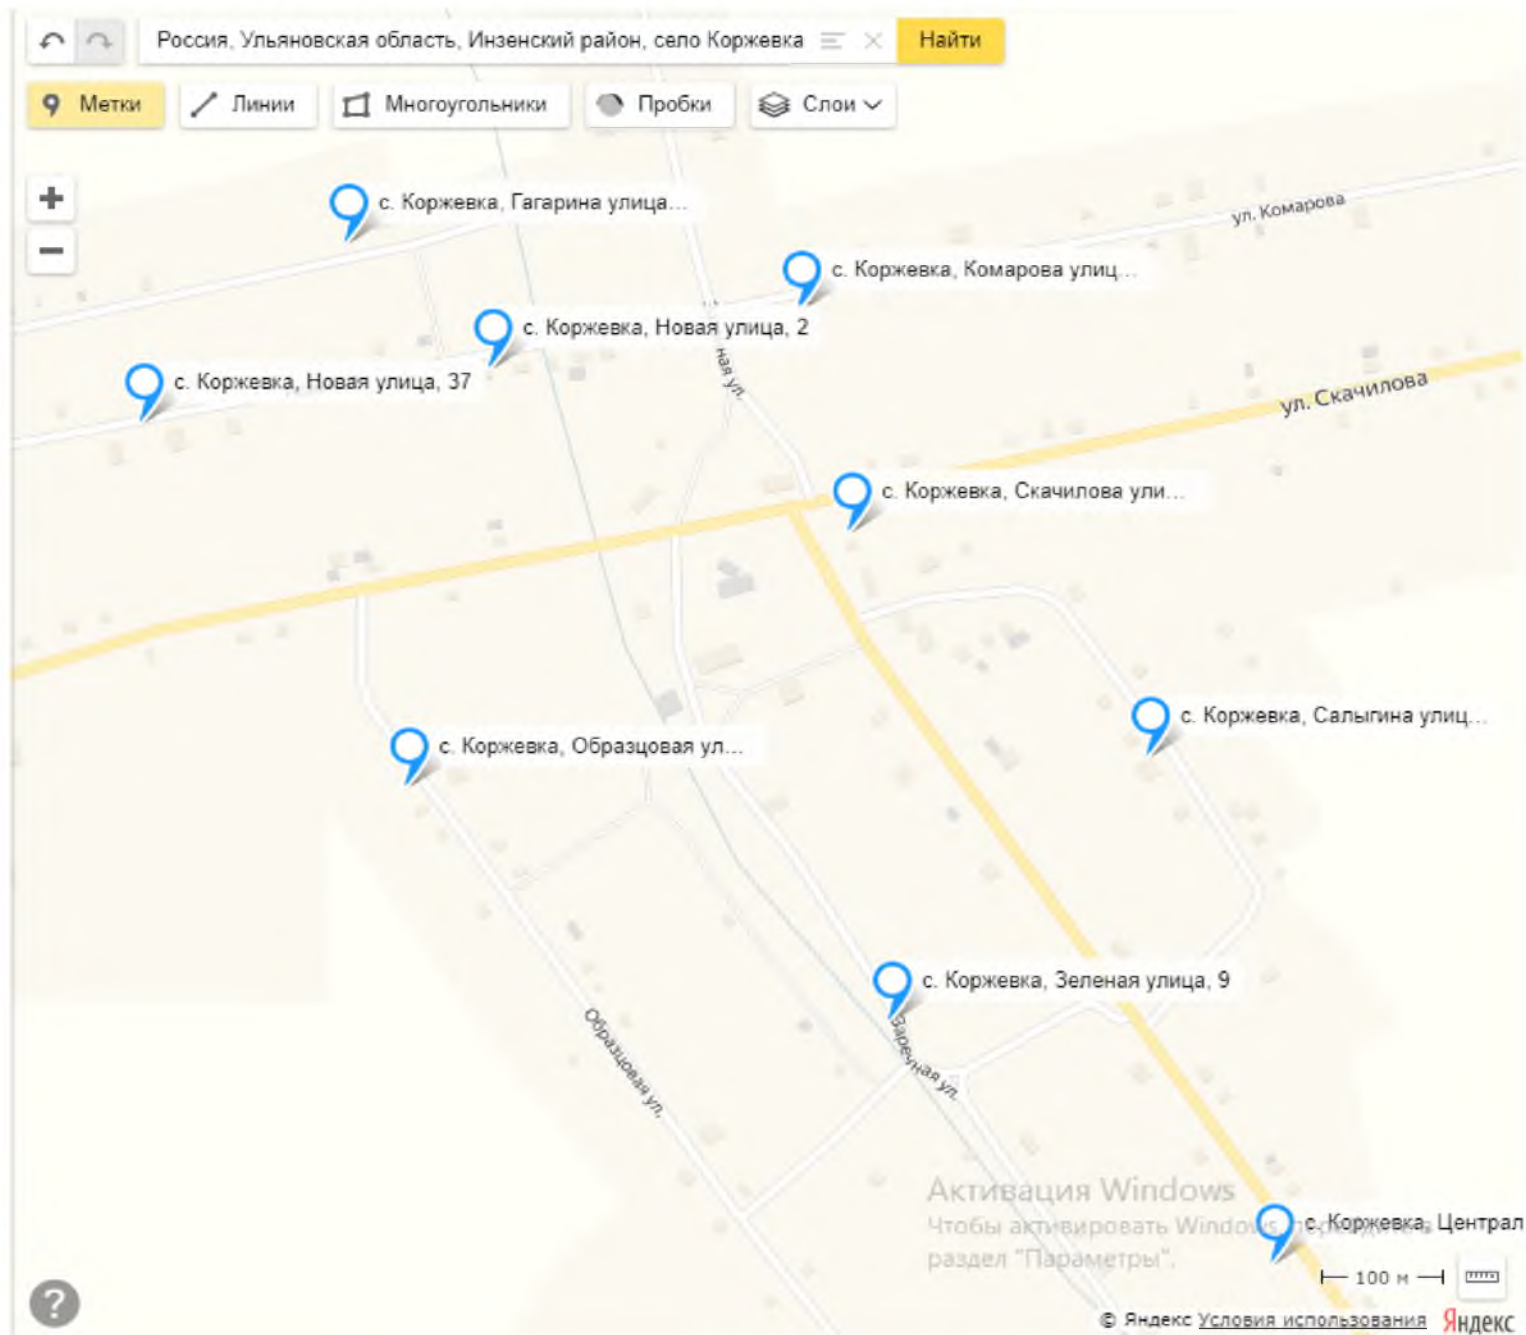 Россия, Ульяновская область, Инзенский район, село Коржевка
Найти
Метки
Линии
Многоугольники
Пробки
Слои
с. Коржевка, Гагарина улица...
ул. Комарова
с. Коржевка, Комарова улиц...
с. Коржевка, Новая улица, 2
ная ул.
с. Коржевка, Новая улица, 37
ул. Скачилова
с. Коржевка, Скачилова ули...
с. Коржевка, Салыгина улиц...
с. Коржевка, Образцовая ул...
с. Коржевка, Зеленая улица, 9
Образцовая ул.
Заречная ул.
Активация Windows
Чтобы активировать Windows, перейдите в
раздел "Параметры".
с. Коржевка, Централ
100 м
?
© Яндекс Условия использования Яндекс